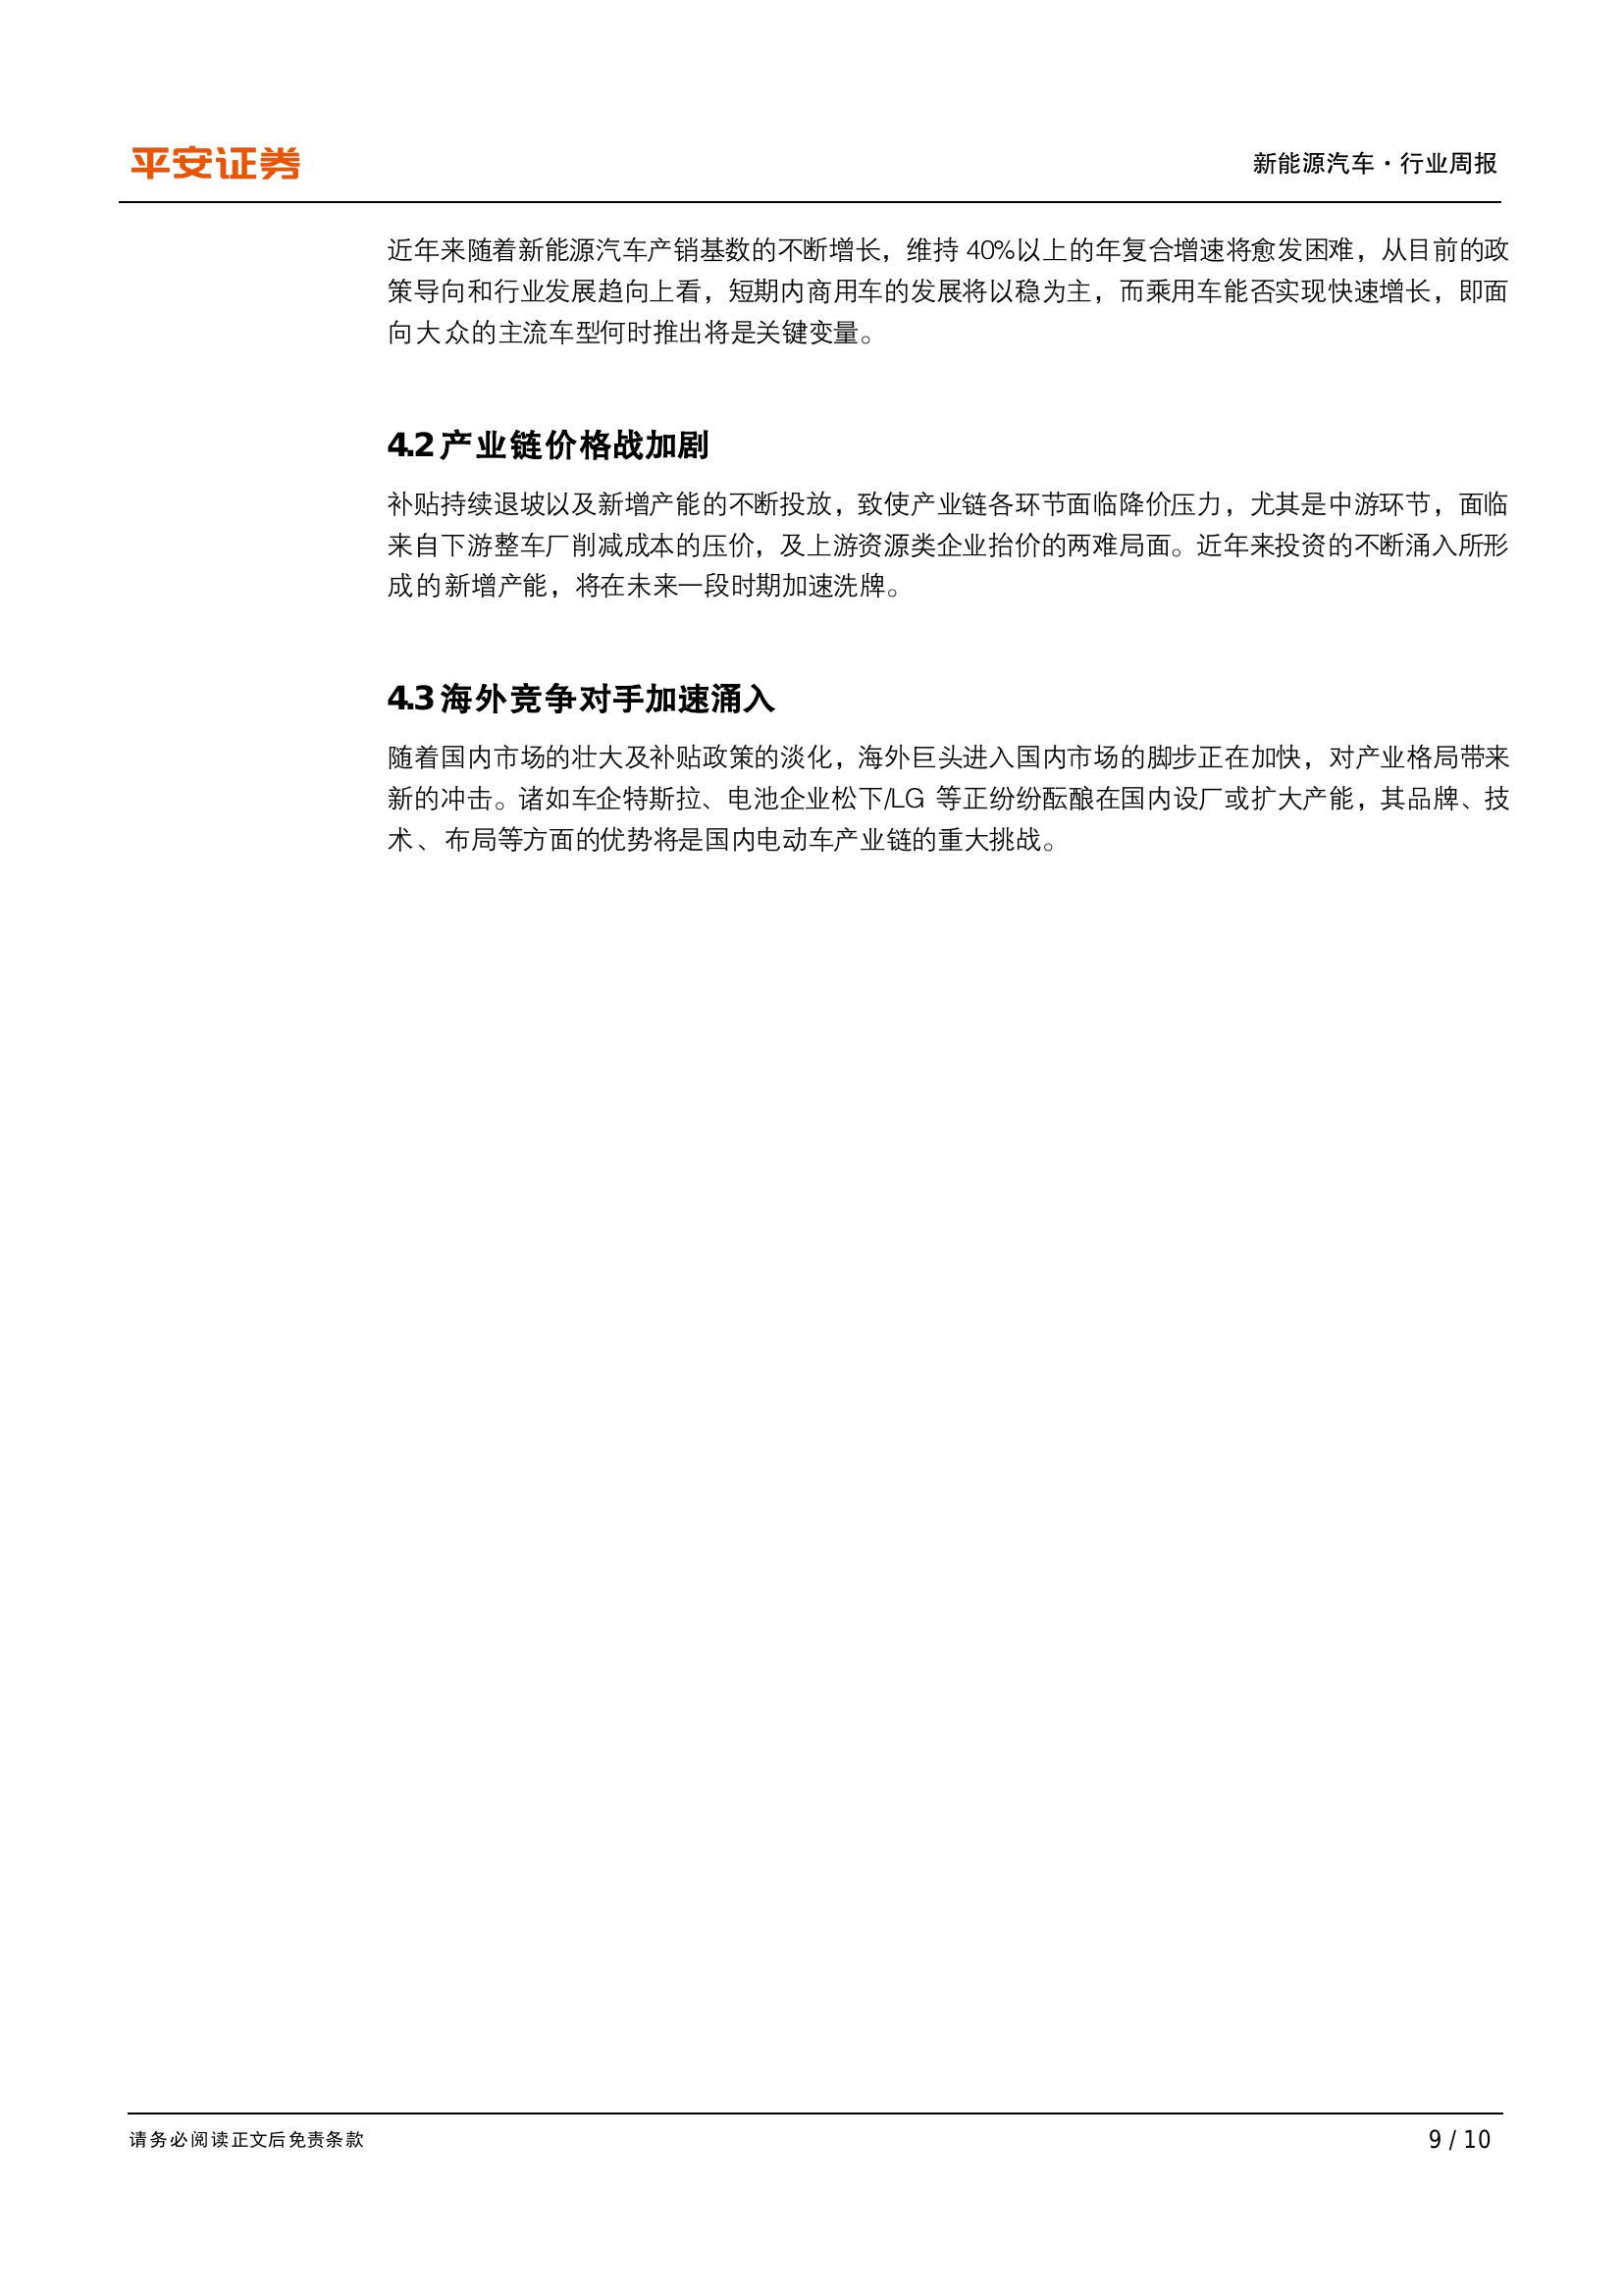 平安证券
新能源汽车·行业周报
近年来随着新能源汽车产销基数的不断增长，维持 40%以上的年复合增速将愈发困难，从目前的政
策导向和行业发展趋向上看，短期内商用车的发展将以稳为主，而乘用车能否实现快速增长，即面
向大众的主流车型何时推出将是关键变量。
4.2 产业链价格战加剧
补贴持续退坡以及新增产能的不断投放，致使产业链各环节面临降价压力，尤其是中游环节，面临
来自下游整车厂削减成本的压价，及上游资源类企业抬价的两难局面。近年来投资的不断涌入所形
成的新增产能，将在未来一段时期加速洗牌。
4.3 海外竞争对手加速涌入
随着国内市场的壮大及补贴政策的淡化，海外巨头进入国内市场的脚步正在加快，对产业格局带来
新的冲击。诸如车企特斯拉、电池企业松下/LG 等正纷纷酝酿在国内设厂或扩大产能，其品牌、技
术、布局等方面的优势将是国内电动车产业链的重大挑战。
请务必阅读正文后免责条款
9 / 10